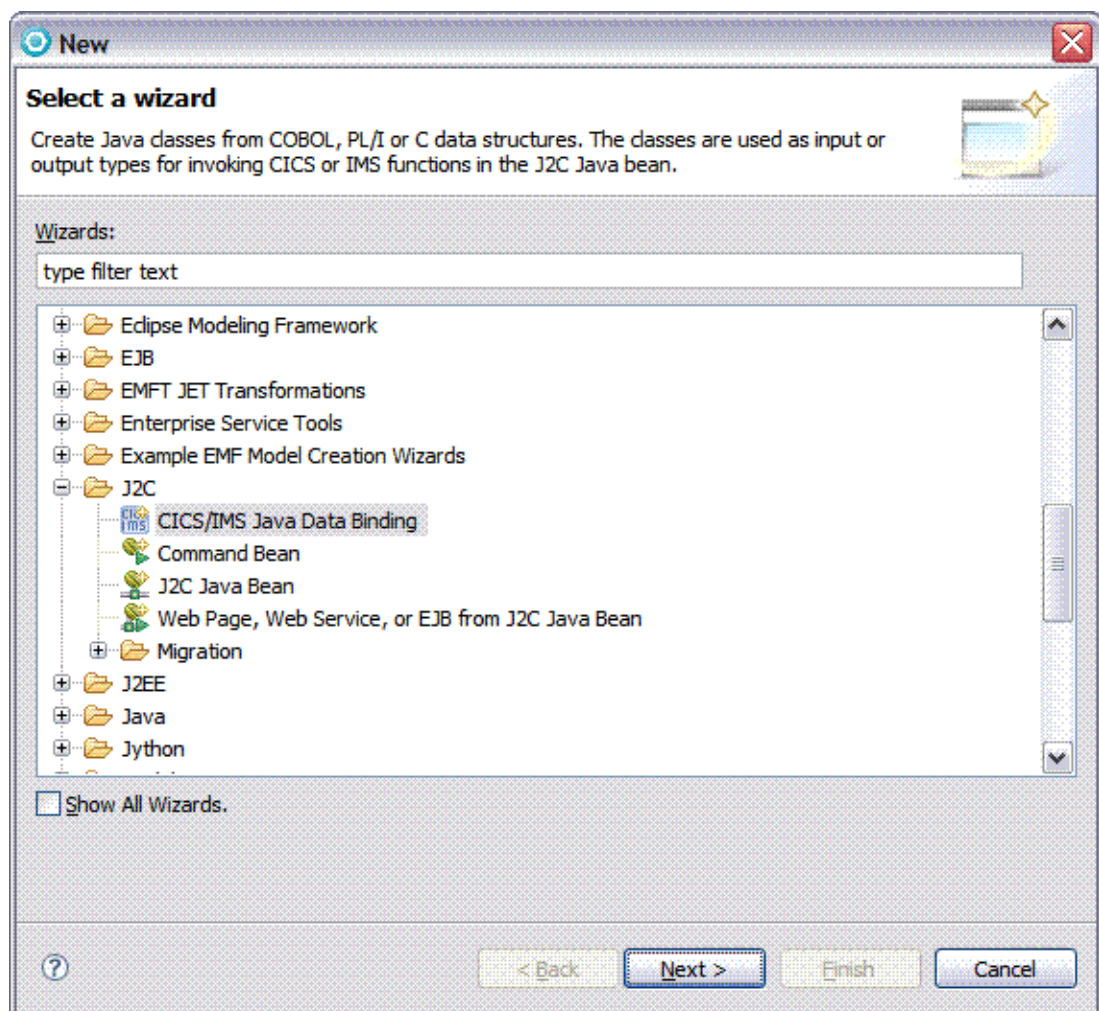 New
Select a wizard
Create Java classes from COBOL, PL/I or C data structures. The classes are used as input or
output types for invoking CICS or IMS functions in the J2C Java bean.
Wizards:
type filter text
Eclipse Modeling Framework
EJB
EMFT JET Transformations
Enterprise Service Tools
Example EMF Model Creation Wizards
J2C
CICS/IMS Java Data Binding
Command Bean
J2C Java Bean
Web Page, Web Service, or EJB from J2C Java Bean
Migration
J2EE
Java
Jython
Show All Wizards.
< Back Next > Finish Cancel